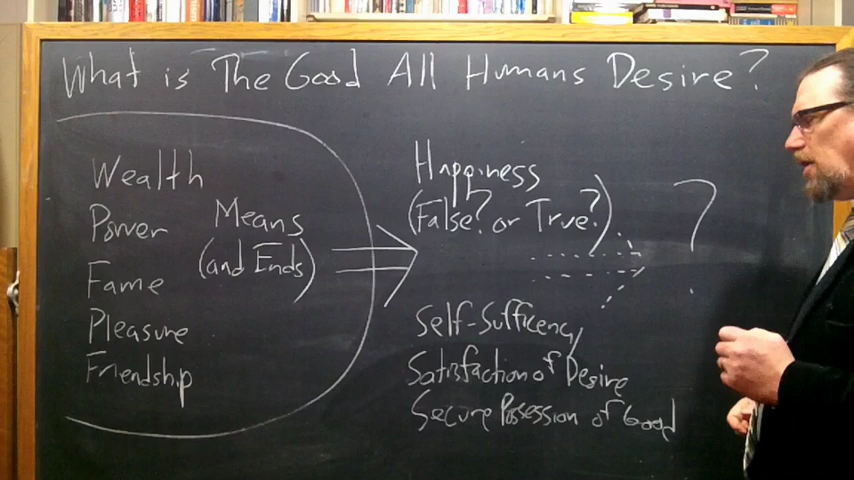 What is The Good All Humans Desire?
Wealth
Power
Fame
Pleasure
Friendship
Means
(and Ends)
Happiness
(False? or True?)
?
Self-Sufficency
Satisfaction of Desire
Secure Possession of Good